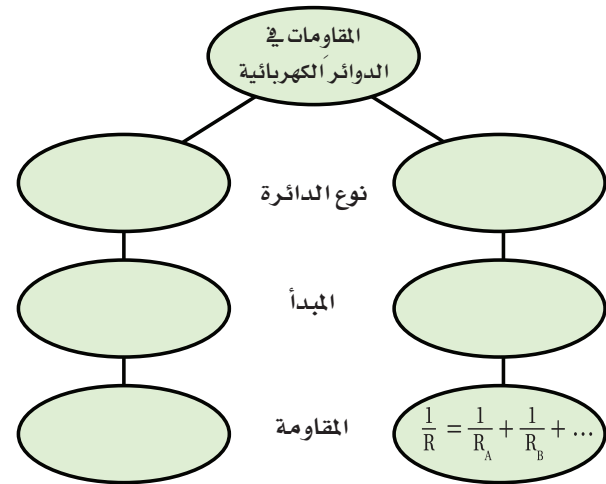 المقاومات في
الدوائر الكهربائية
نوع الدائرة
المبدأ
المقاومة
1/R = 1/R_A + 1/R_B + ...